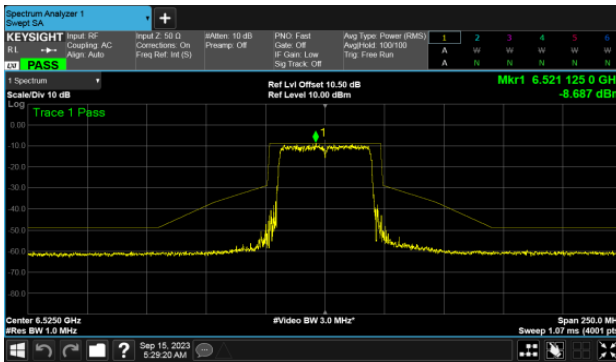 Spectrum Analyzer 1
Swept SA
KEYSIGHT
RL
LXI
PASS
Input: RF
Coupling: AC
Align: Auto
Input Z: 50 Ω
Corrections: On
Freq Ref: Int (S)
#Atten: 10 dB
Preamp: Off
PNO: Fast
Gate: Off
IF Gain: Low
Sig Track: Off
Avg Type: Power (RMS)
Avg|Hold: 100/100
Trig: Free Run
1 2 3 4 5 6
A W W W W W
A N N N N N
1 Spectrum
Scale/Div 10 dB
Ref Lvl Offset 10.50 dB
Ref Level 10.00 dBm
Mkr1 6.521 125 0 GH
-8.687 dBr
Log
Trace 1 Pass
1
0.00
-10.0
-20.0
-30.0
-40.0
-50.0
-60.0
-70.0
-80.0
Center 6.5250 GHz
#Res BW 1.0 MHz
#Video BW 3.0 MHz*
Span 250.0 MH
Sweep 1.07 ms (4001 pts
?
Sep 15, 2023
5:29:20 AM